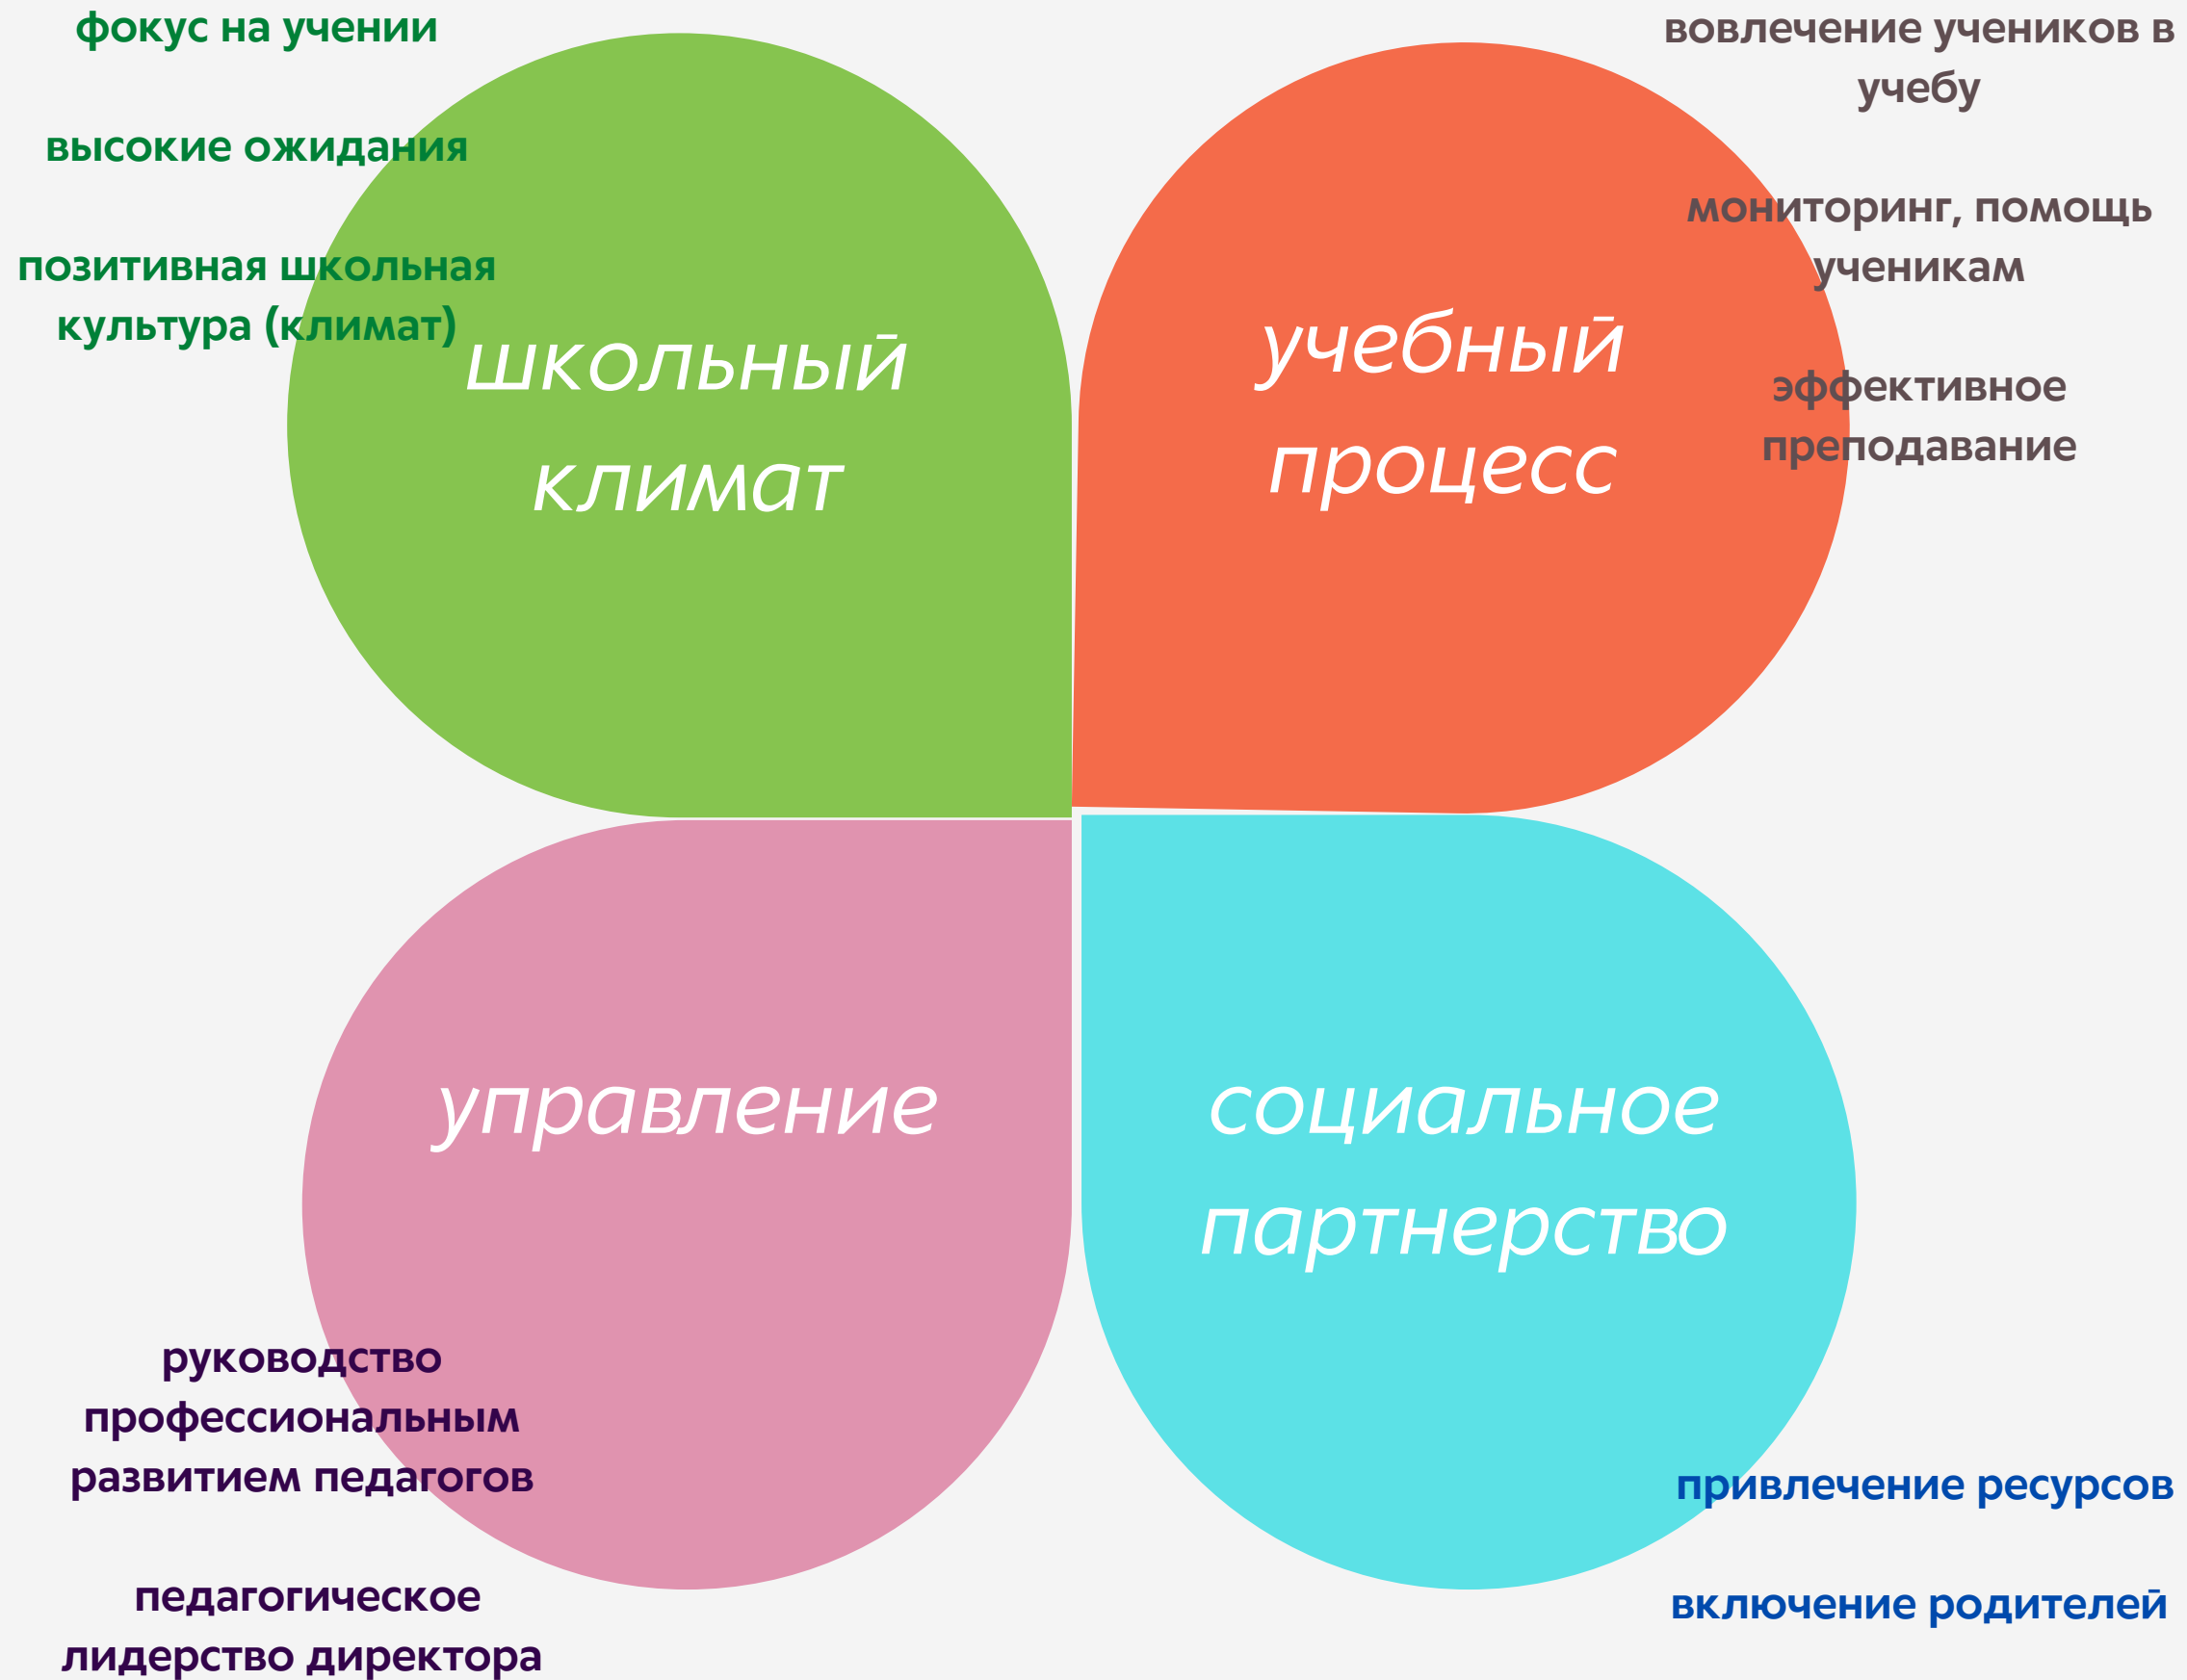 фокус на учении
высокие ожидания
позитивная школьная
культура (климат)
школьный
климат
вовлечение учеников в
учебу
мониторинг, помощь
ученикам
эффективное
преподавание
учебный
процесс
управление
руководство
профессиональным
развитием педагогов
педагогическое
лидерство директора
социальное
партнерство
привлечение ресурсов
включение родителей